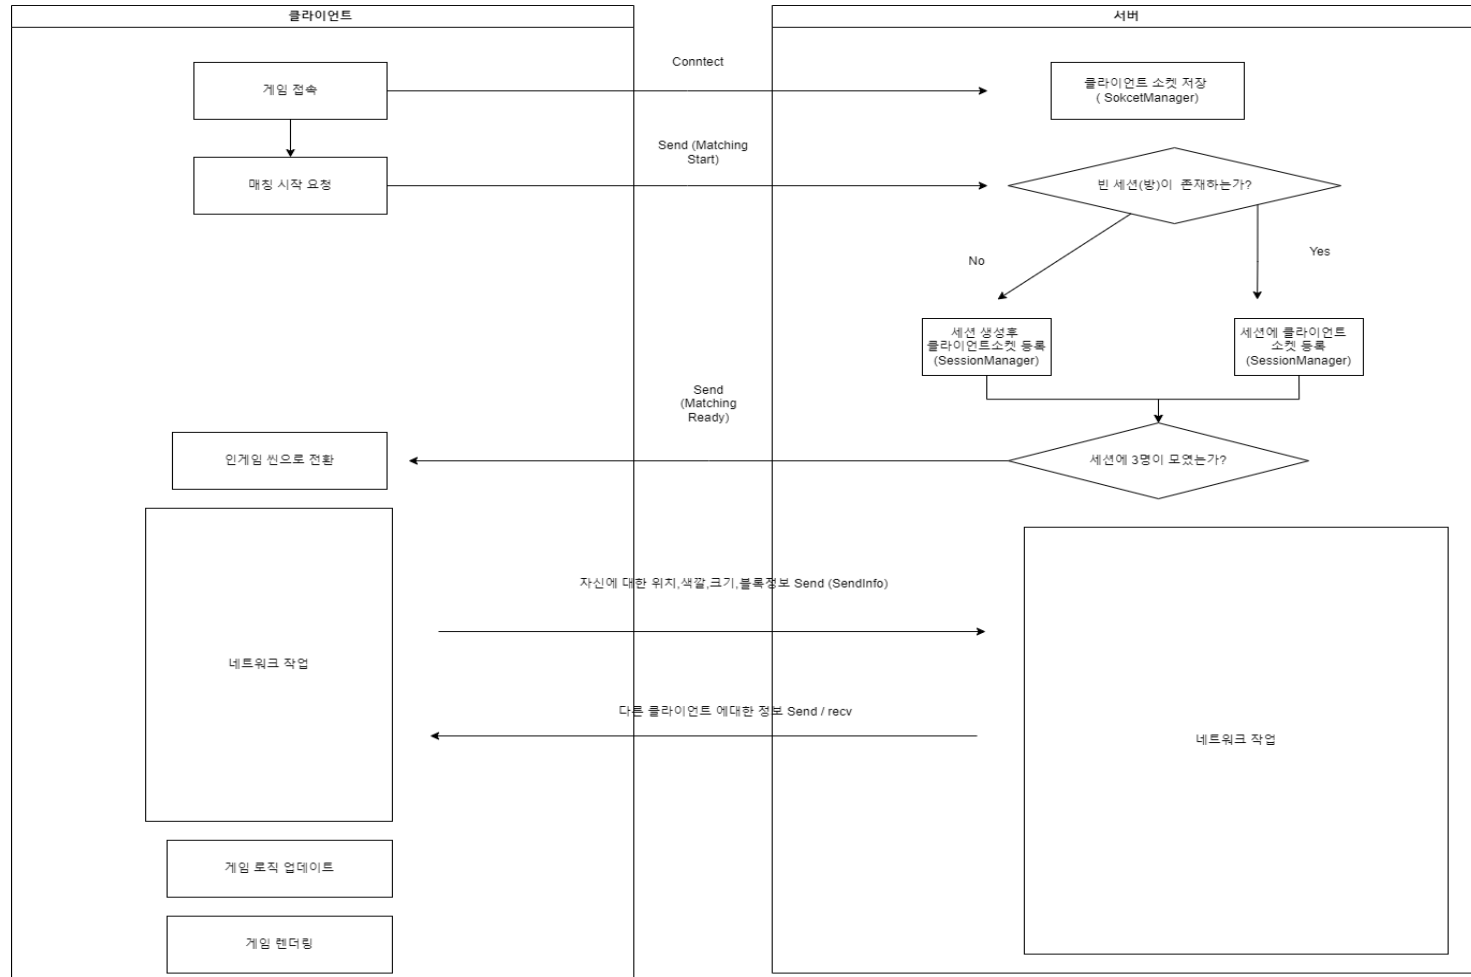 클라이언트
서버
Conntect
게임 접속
클라이언트 소켓 저장
( SokcetManager)
Send (Matching
Start)
매칭 시작 요청
빈 세션(방)이 존재하는가?
No
Yes
세션 생성후
클라이언트소켓 등록
(SessionManager)
세션에 클라이언트
소켓 등록
(SessionManager)
Send
(Matching
Ready)
인게임 씬으로 전환
세션에 3명이 모였는가?
자신에 대한 위치,색깔,크기,블록정보 Send (SendInfo)
네트워크 작업
다른 클라이언트 에대한 정보 Send / recv
네트워크 작업
게임 로직 업데이트
게임 렌더링